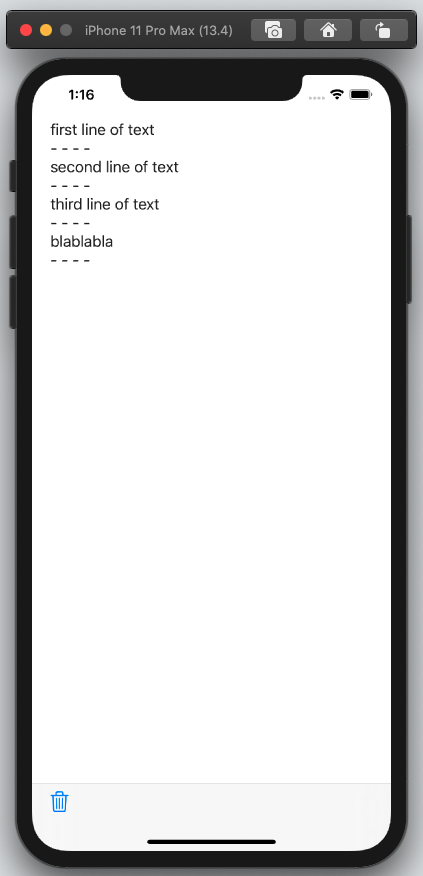 iPhone 11 Pro Max (13.4)
1:16
first line of text
- - - -
second line of text
- - - -
third line of text
- - - -
blablabla
- - - -